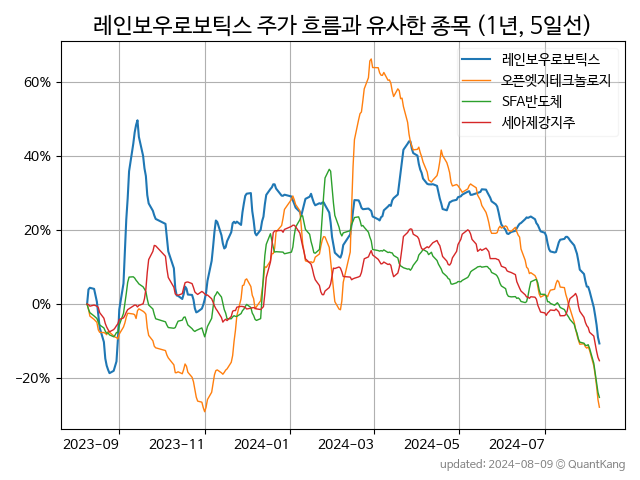 레인보우로보틱스 주가 흐름과 유사한 종목 (1년, 5일선)
레인보우로보틱스
오픈엣지테크놀로지
SFA반도체
세아제강지주
60%
40%
20%
0%
−20%
2023-09 2023-11 2024-01 2024-03 2024-05 2024-07
updated: 2024-08-09 © QuantKang